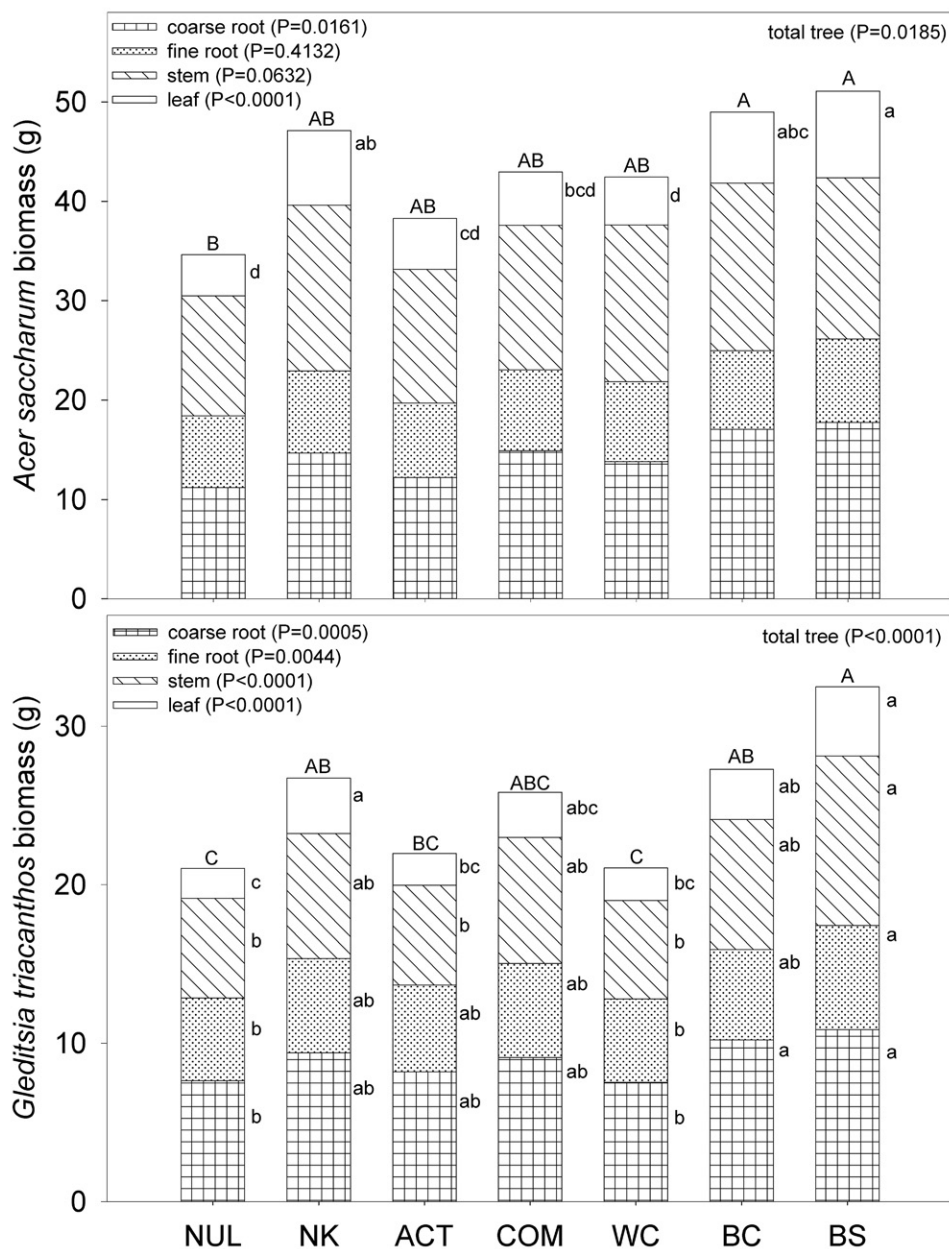 coarse root (P=0.0161)
fine root (P=0.4132)
stem (P=0.0632)
leaf (P<0.0001)
total tree (P=0.0185)
Acer saccharum biomass (g)
50
40
30
20
10
0
B
d
AB
ab
AB
cd
AB
bcd
AB
d
A
abc
A
a
coarse root (P=0.0005)
fine root (P=0.0044)
stem (P<0.0001)
leaf (P<0.0001)
total tree (P<0.0001)
Gleditsia triacanthos biomass (g)
30
20
10
0
C
c
b
b
b
AB
a
ab
ab
ab
BC
bc
b
ab
ab
ABC
abc
ab
ab
ab
C
bc
b
b
b
AB
ab
ab
ab
a
A
a
a
a
a
NUL NK ACT COM WC BC BS